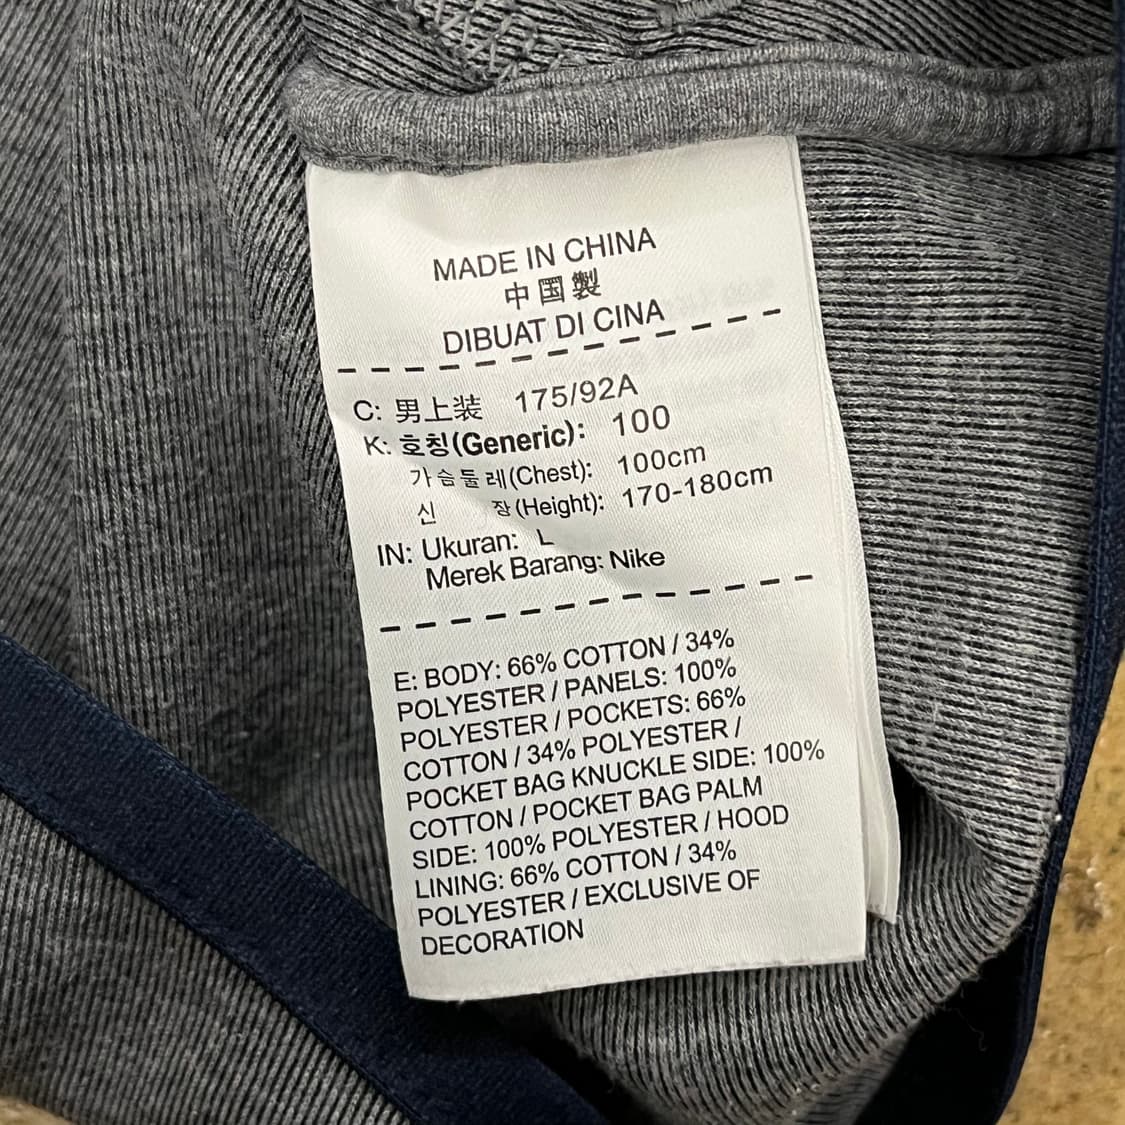 MADE IN CHINA
中国製
DIBUAT DI CINA
C: 男上装 175/92A
K: 호칭(Generic): 100
가슴둘레(Chest): 100cm
신 장(Height): 170-180cm
IN: Ukuran: L
Merek Barang: Nike
E: BODY: 66% COTTON / 34%
POLYESTER / PANELS: 100%
POLYESTER / POCKETS: 66%
COTTON / 34% POLYESTER /
POCKET BAG KNUCKLE SIDE: 100%
COTTON / POCKET BAG PALM
SIDE: 100% POLYESTER / HOOD
LINING: 66% COTTON / 34%
POLYESTER / EXCLUSIVE OF
DECORATION